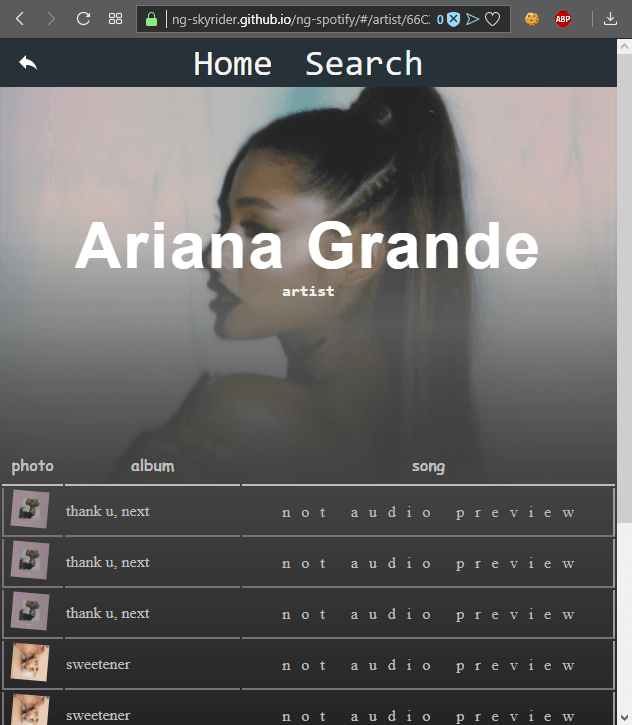 ng-skyrider.github.io/ng-spotify/#/artist/66C 0
ABP
Home Search
Ariana Grande
artist
photo album song
thank u, next not audio preview
thank u, next not audio preview
thank u, next not audio preview
sweetener not audio preview
sweetener not audio preview